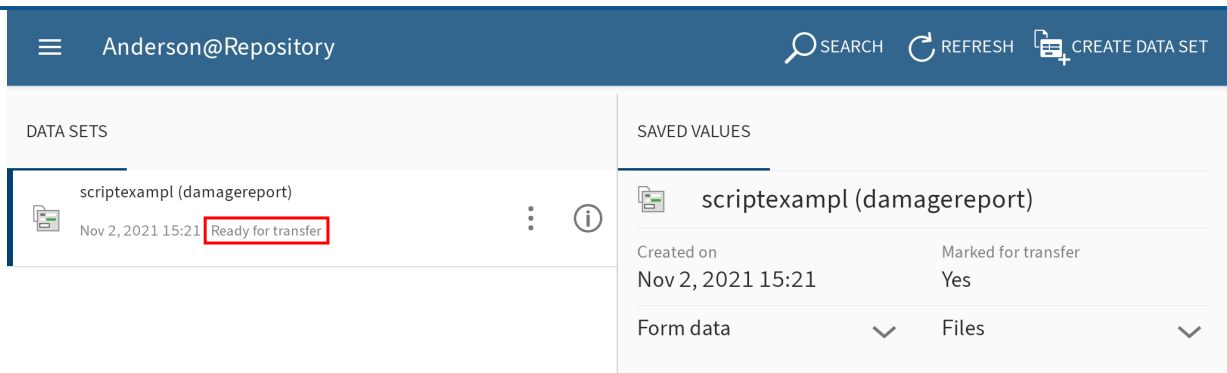 Anderson@Repository
SEARCH
REFRESH
CREATE DATA SET
DATA SETS
scriptexampl (damagereport)
Nov 2, 2021 15:21 Ready for transfer
SAVED VALUES
scriptexampl (damagereport)
Created on
Nov 2, 2021 15:21
Marked for transfer
Yes
Form data
Files